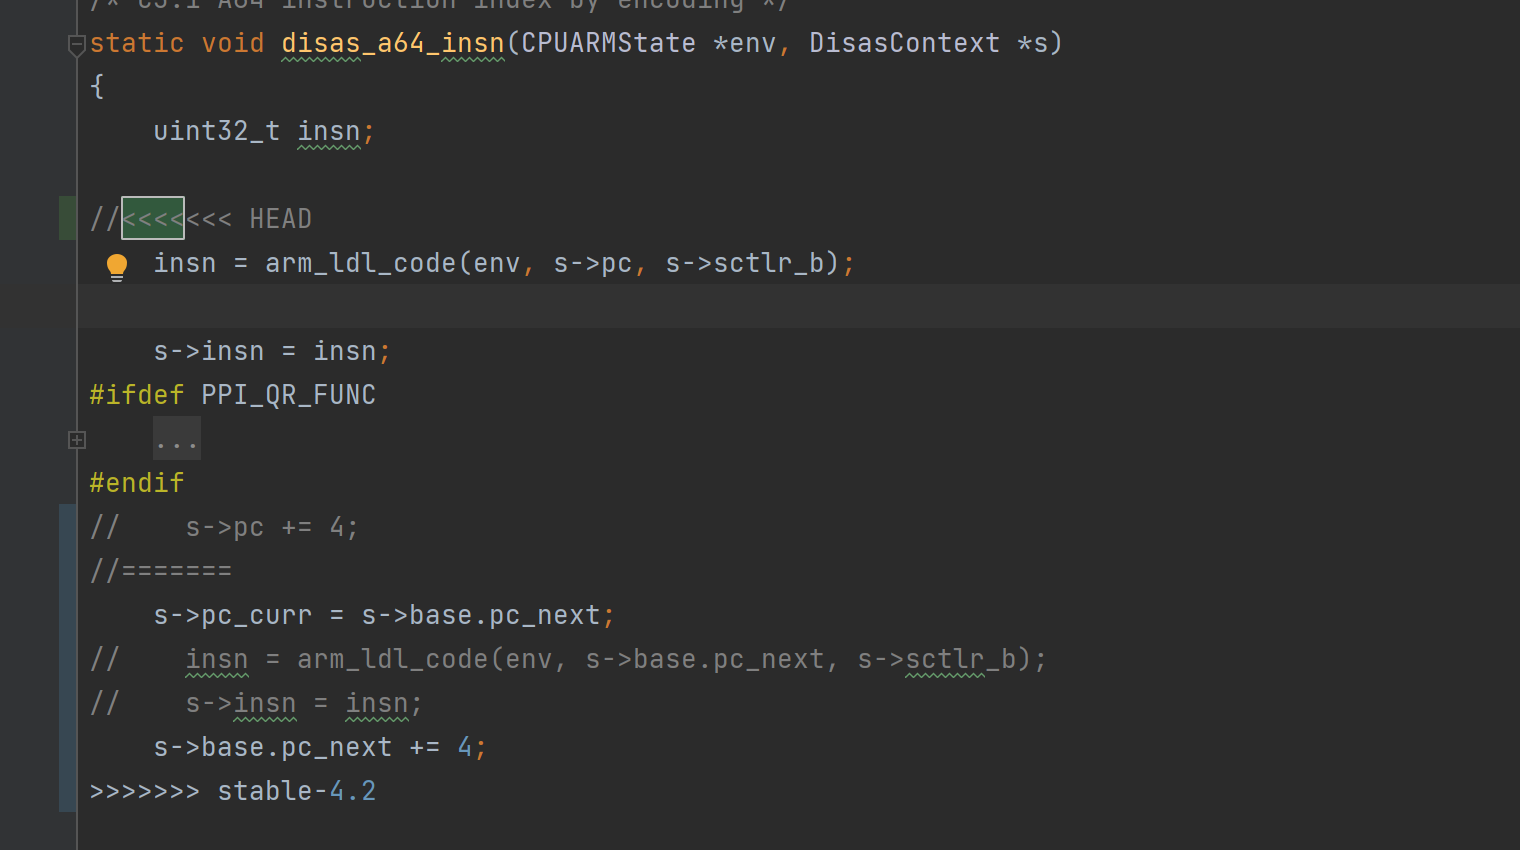 /* C3.1 A64 instruction index by encoding */
static void disas_a64_insn(CPUARMState *env, DisasContext *s)
{
    uint32_t insn;

//<<<<<<< HEAD
    insn = arm_ldl_code(env, s->pc, s->sctlr_b);

    s->insn = insn;
#ifdef PPI_QR_FUNC
    ...
#endif
//    s->pc += 4;
//=======
    s->pc_curr = s->base.pc_next;
//    insn = arm_ldl_code(env, s->base.pc_next, s->sctlr_b);
//    s->insn = insn;
    s->base.pc_next += 4;
>>>>>>> stable-4.2